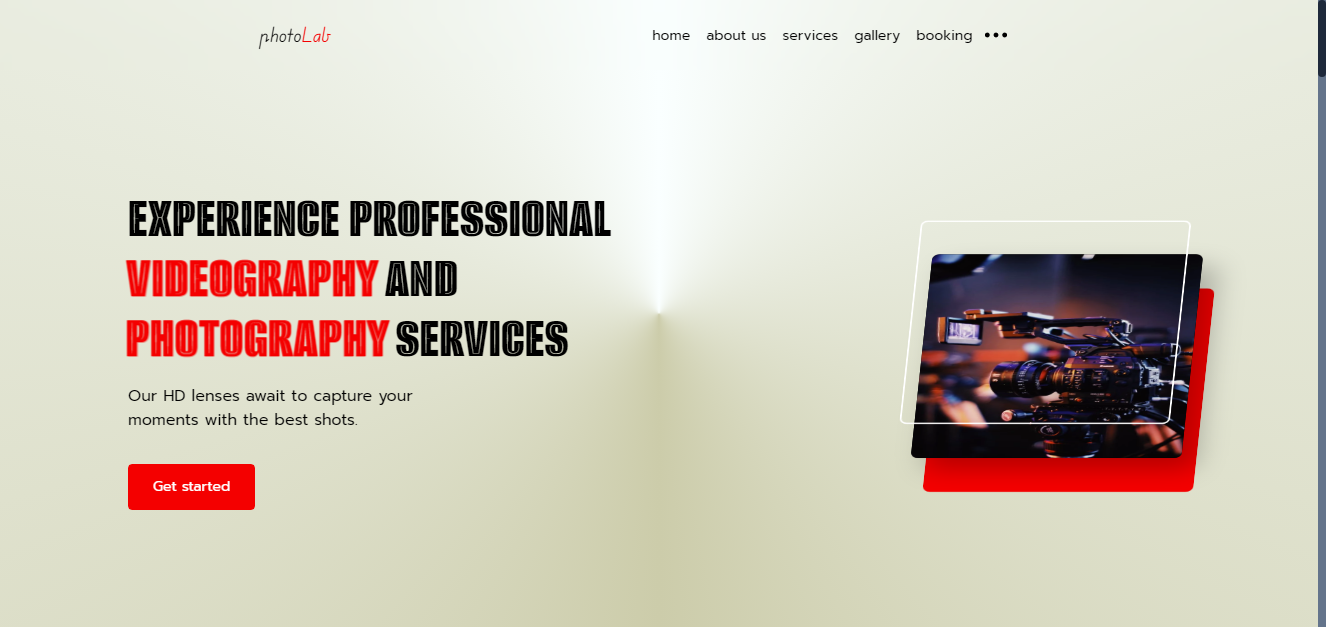 photoLab
home about us services gallery booking
EXPERIENCE PROFESSIONAL
VIDEOGRAPHY AND
PHOTOGRAPHY SERVICES
Our HD lenses await to capture your
moments with the best shots.
Get started